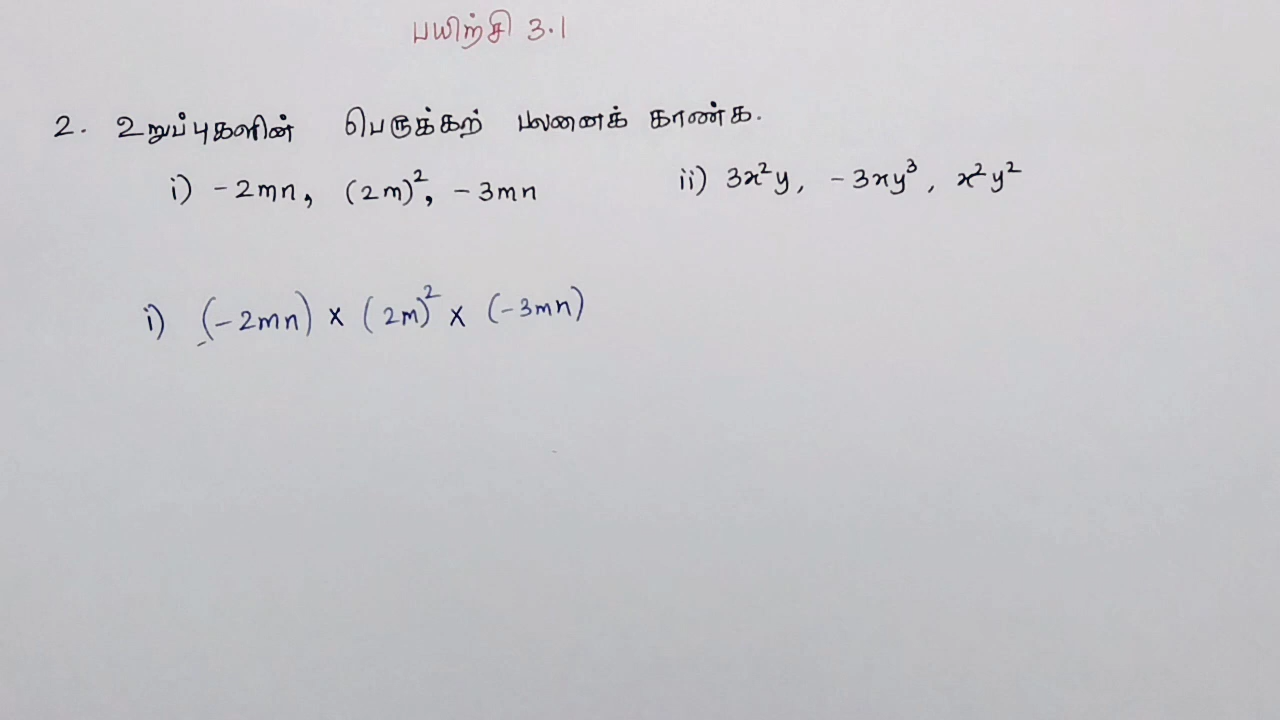 பயிற்சி 3.1
2. உறுப்புகளின் பெருக்கற் பலனைக் காண்க.
i) -2mn, (2m)², -3mn ii) 3x²y, -3xy³, x²y²
i) (-2mn) × (2m)² × (-3mn)